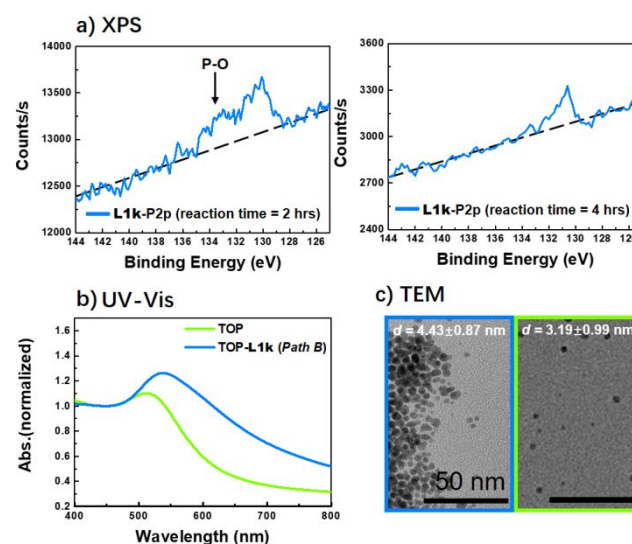 a) XPS
P-O
14000
13500
13000
12500
12000
Counts/s
144 142 140 138 136 134 132 130 128 126
Binding Energy (eV)
L1k-P2p (reaction time = 2 hrs)
3600
3300
3000
2700
2400
Counts/s
144 142 140 138 136 134 132 130 128 126
Binding Energy (eV)
L1k-P2p (reaction time = 4 hrs)
b) UV-Vis
TOP
TOP-L1k (Path B)
1.6
1.4
1.2
1.0
0.8
0.6
0.4
0.2
Abs.(normalized)
400 500 600 700 800
Wavelength (nm)
c) TEM
d = 4.43±0.87 nm
d = 3.19±0.99 nm
50 nm